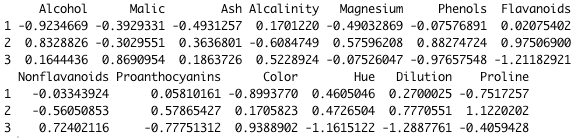 Alcohol Malic Ash Alcalinity Magnesium Phenols Flavanoids
1 -0.9234669 -0.3929331 -0.4931257 0.1701220 -0.49032869 -0.07576891 0.02075402
2 0.8328826 -0.3029551 0.3636801 -0.6084749 0.57596208 0.88274724 0.97506900
3 0.1644436 0.8690954 0.1863726 0.5228924 -0.07526047 -0.97657548 -1.21182921
Nonflavanoids Proanthocyanins Color Hue Dilution Proline
1 -0.03343924 0.05810161 -0.8993770 0.4605046 0.2700025 -0.7517257
2 -0.56050853 0.57865427 0.1705823 0.4726504 0.7770551 1.1220202
3 0.72402116 -0.77751312 0.9388902 -1.1615122 -1.2887761 -0.4059428